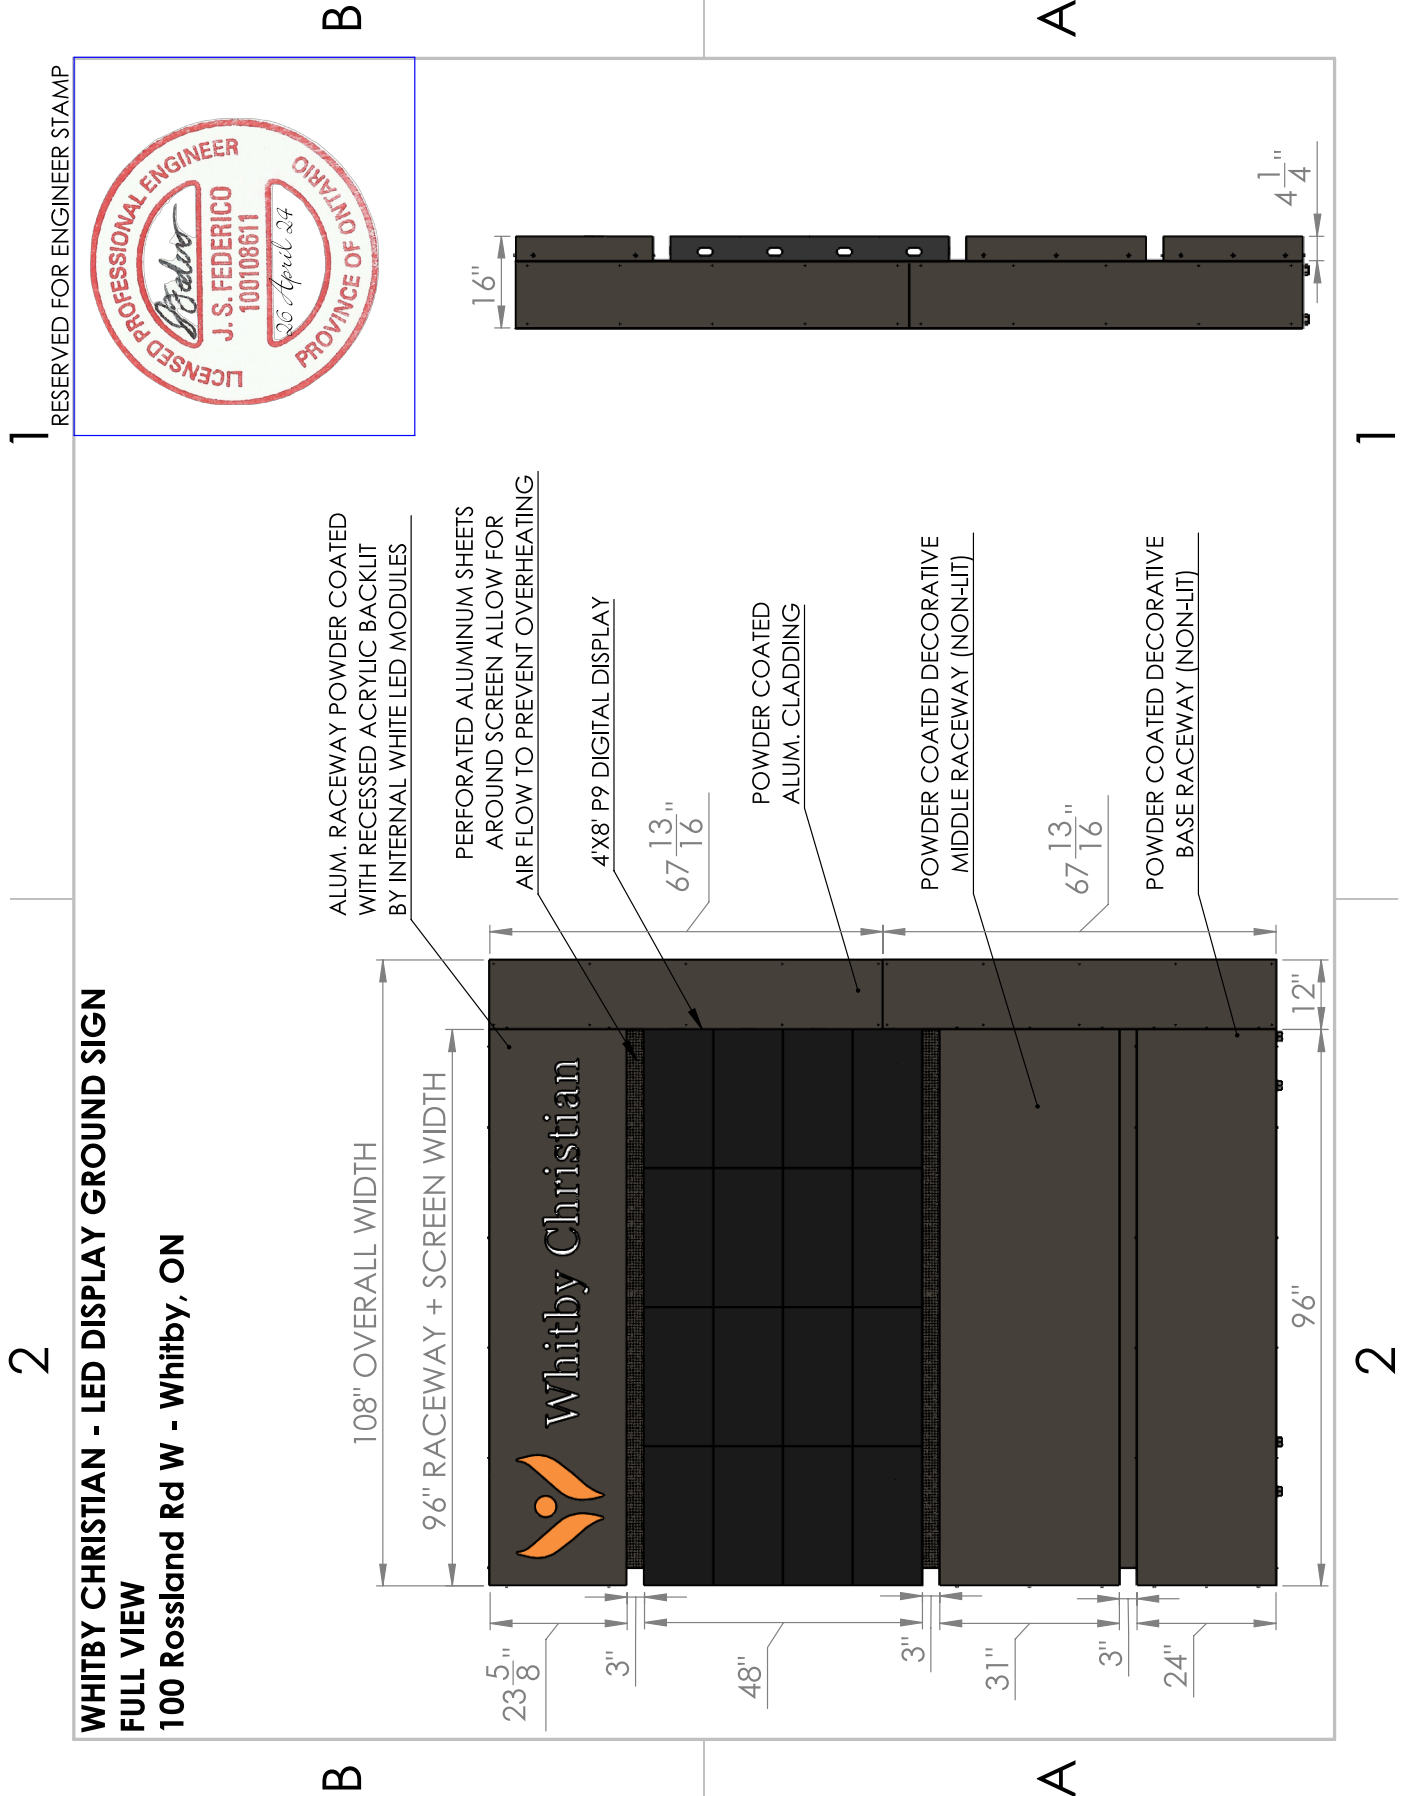 WHITBY CHRISTIAN - LED DISPLAY GROUND SIGN
FULL VIEW
100 Rossland Rd W - Whitby, ON
RESERVED FOR ENGINEER STAMP
LICENSED PROFESSIONAL ENGINEER
J. S. FEDERICO
100108611
26 April 24
PROVINCE OF ONTARIO
2
1
B
B
A
A
2
1
108" OVERALL WIDTH
96" RACEWAY + SCREEN WIDTH
Whitby Christian
ALUM. RACEWAY POWDER COATED
WITH RECESSED ACRYLIC BACKLIT
BY INTERNAL WHITE LED MODULES
PERFORATED ALUMINUM SHEETS
AROUND SCREEN ALLOW FOR
AIR FLOW TO PREVENT OVERHEATING
4'X8' P9 DIGITAL DISPLAY
67 13/16"
POWDER COATED
ALUM. CLADDING
POWDER COATED DECORATIVE
MIDDLE RACEWAY (NON-LIT)
67 13/16"
POWDER COATED DECORATIVE
BASE RACEWAY (NON-LIT)
23 5/8"
3"
48"
3"
31"
3"
24"
96"
12"
16"
4 1/4"